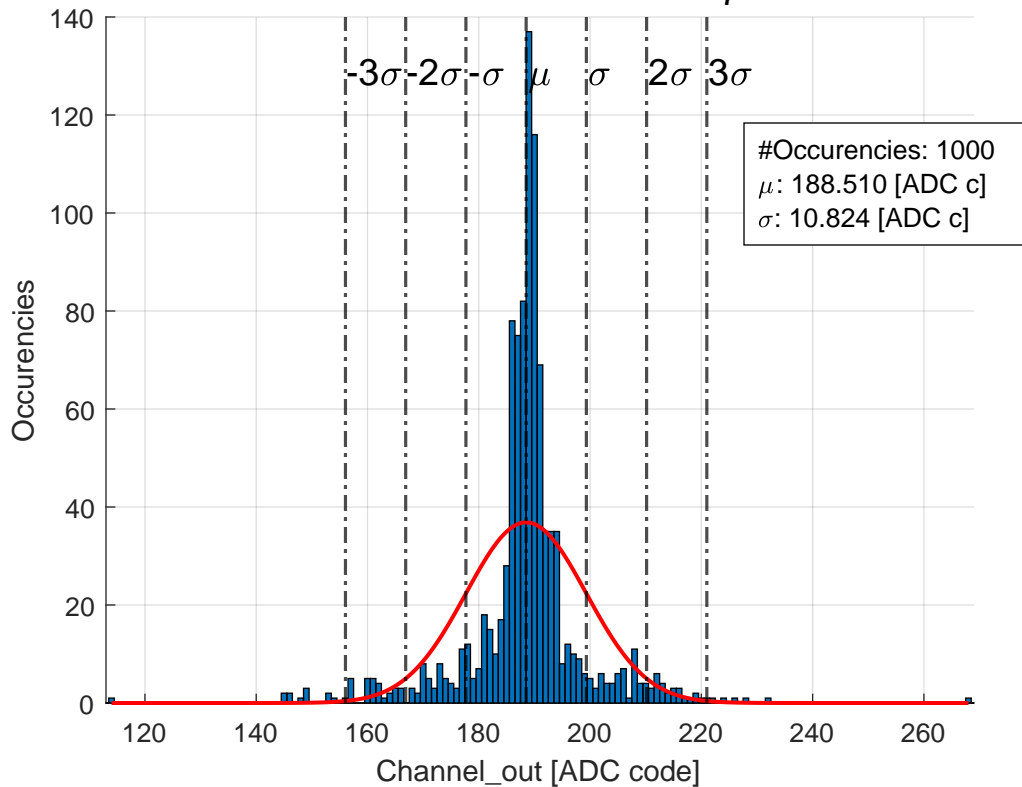 140
120
100
80
60
40
20
0
-3σ -2σ -σ μ σ 2σ 3σ
#Occurencies: 1000
μ: 188.510 [ADC c]
σ: 10.824 [ADC c]
Occurencies
120 140 160 180 200 220 240 260
Channel_out [ADC code]